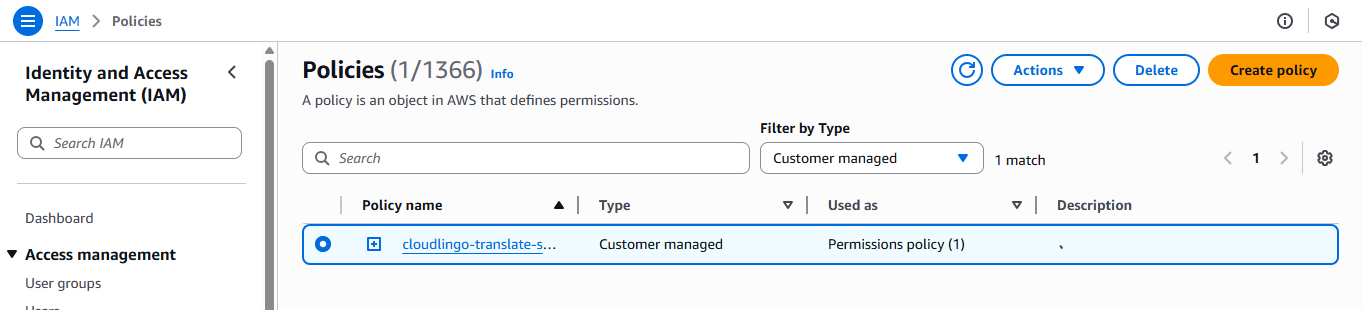 IAM > Policies
Identity and Access Management (IAM)
Search IAM
Dashboard
Access management
User groups
Policies (1/1366) Info
A policy is an object in AWS that defines permissions.
Actions Delete Create policy
Filter by Type
Search Customer managed 1 match 1
Policy name Type Used as Description
cloudlingo-translate-s… Customer managed Permissions policy (1)